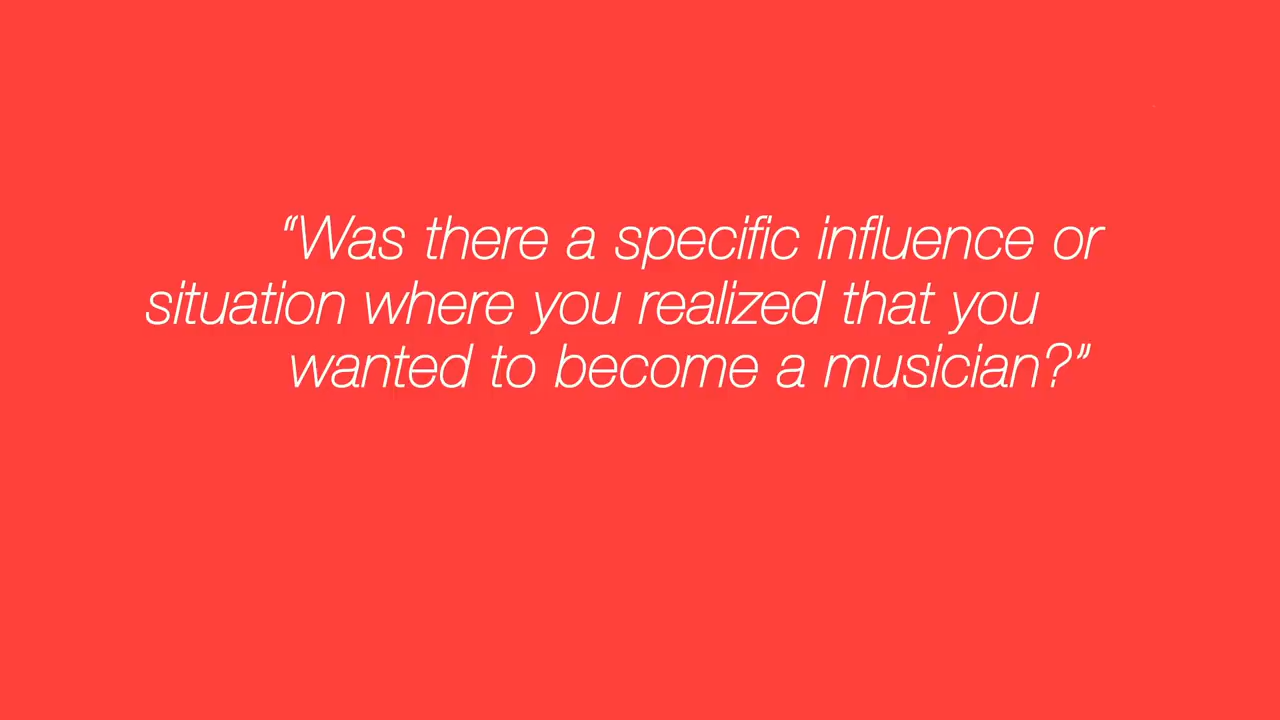 “Was there a specific influence or
situation where you realized that you
wanted to become a musician?”